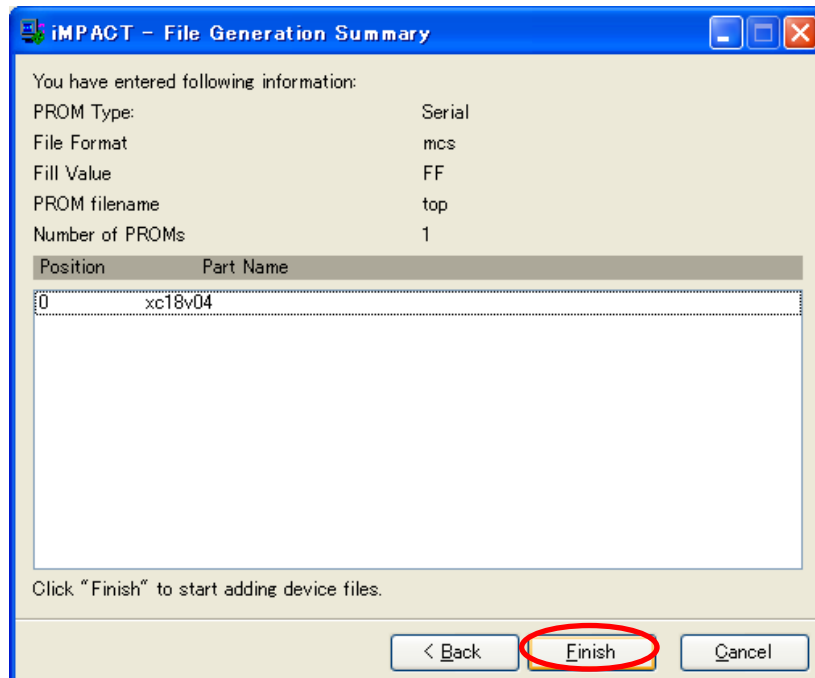 iMPACT - File Generation Summary
You have entered following information:
PROM Type: Serial
File Format mcs
Fill Value FF
PROM filename top
Number of PROMs 1
Position Part Name
0 xc18v04
Click "Finish" to start adding device files.
< Back Finish Cancel